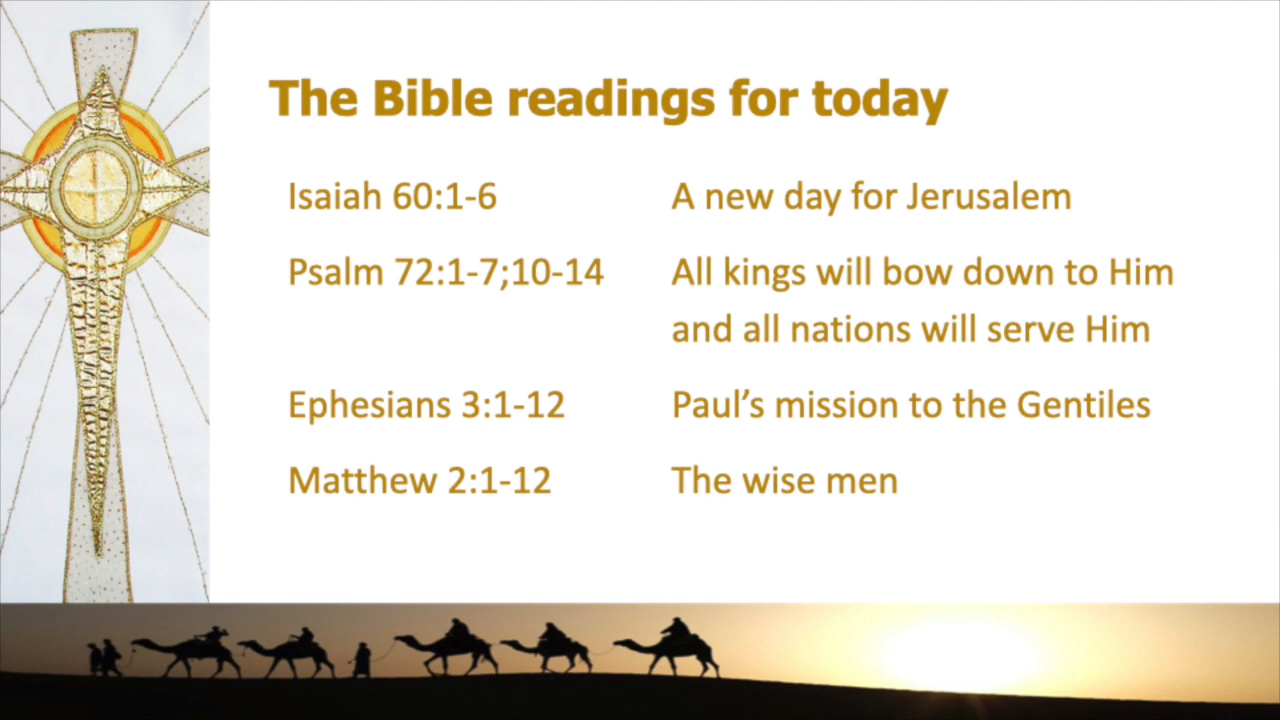 The Bible readings for today
Isaiah 60:1-6 A new day for Jerusalem
Psalm 72:1-7;10-14 All kings will bow down to Him
and all nations will serve Him
Ephesians 3:1-12 Paul’s mission to the Gentiles
Matthew 2:1-12 The wise men